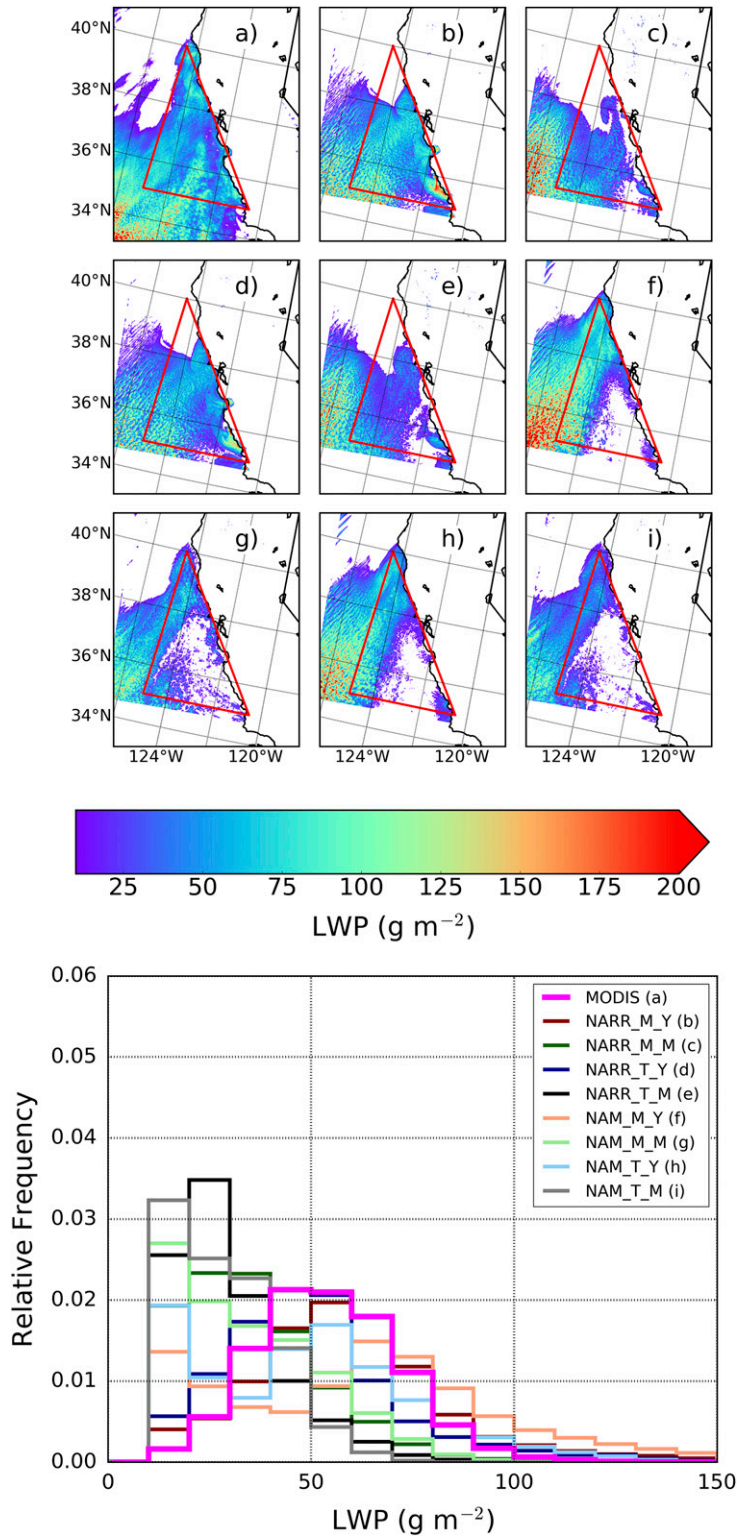 40°N
38°N
36°N
34°N
a)
b)
c)
40°N
38°N
36°N
34°N
d)
e)
f)
40°N
38°N
36°N
34°N
g)
h)
i)
124°W 120°W 124°W 120°W 124°W 120°W
25 50 75 100 125 150 175 200
LWP (g m⁻²)
0.06
0.05
0.04
0.03
0.02
0.01
0.00
Relative Frequency
MODIS (a)
NARR_M_Y (b)
NARR_M_M (c)
NARR_T_Y (d)
NARR_T_M (e)
NAM_M_Y (f)
NAM_M_M (g)
NAM_T_Y (h)
NAM_T_M (i)
0 50 100 150
LWP (g m⁻²)